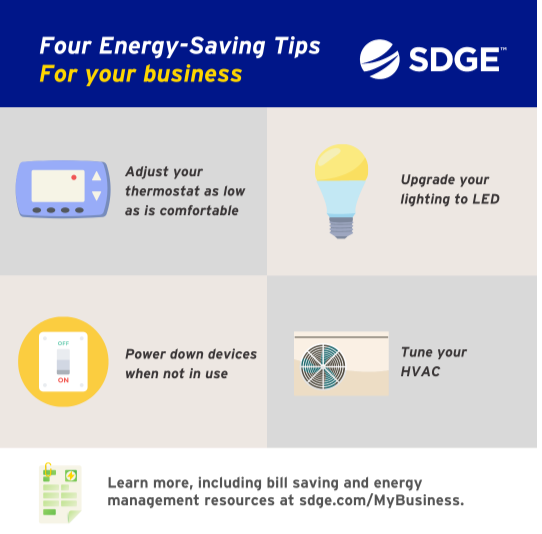 Four Energy-Saving Tips
For your business
SDGE™
Adjust your
thermostat as low
as is comfortable
Upgrade your
lighting to LED
OFF
ON
Power down devices
when not in use
Tune your
HVAC
Learn more, including bill saving and energy
management resources at sdge.com/MyBusiness.